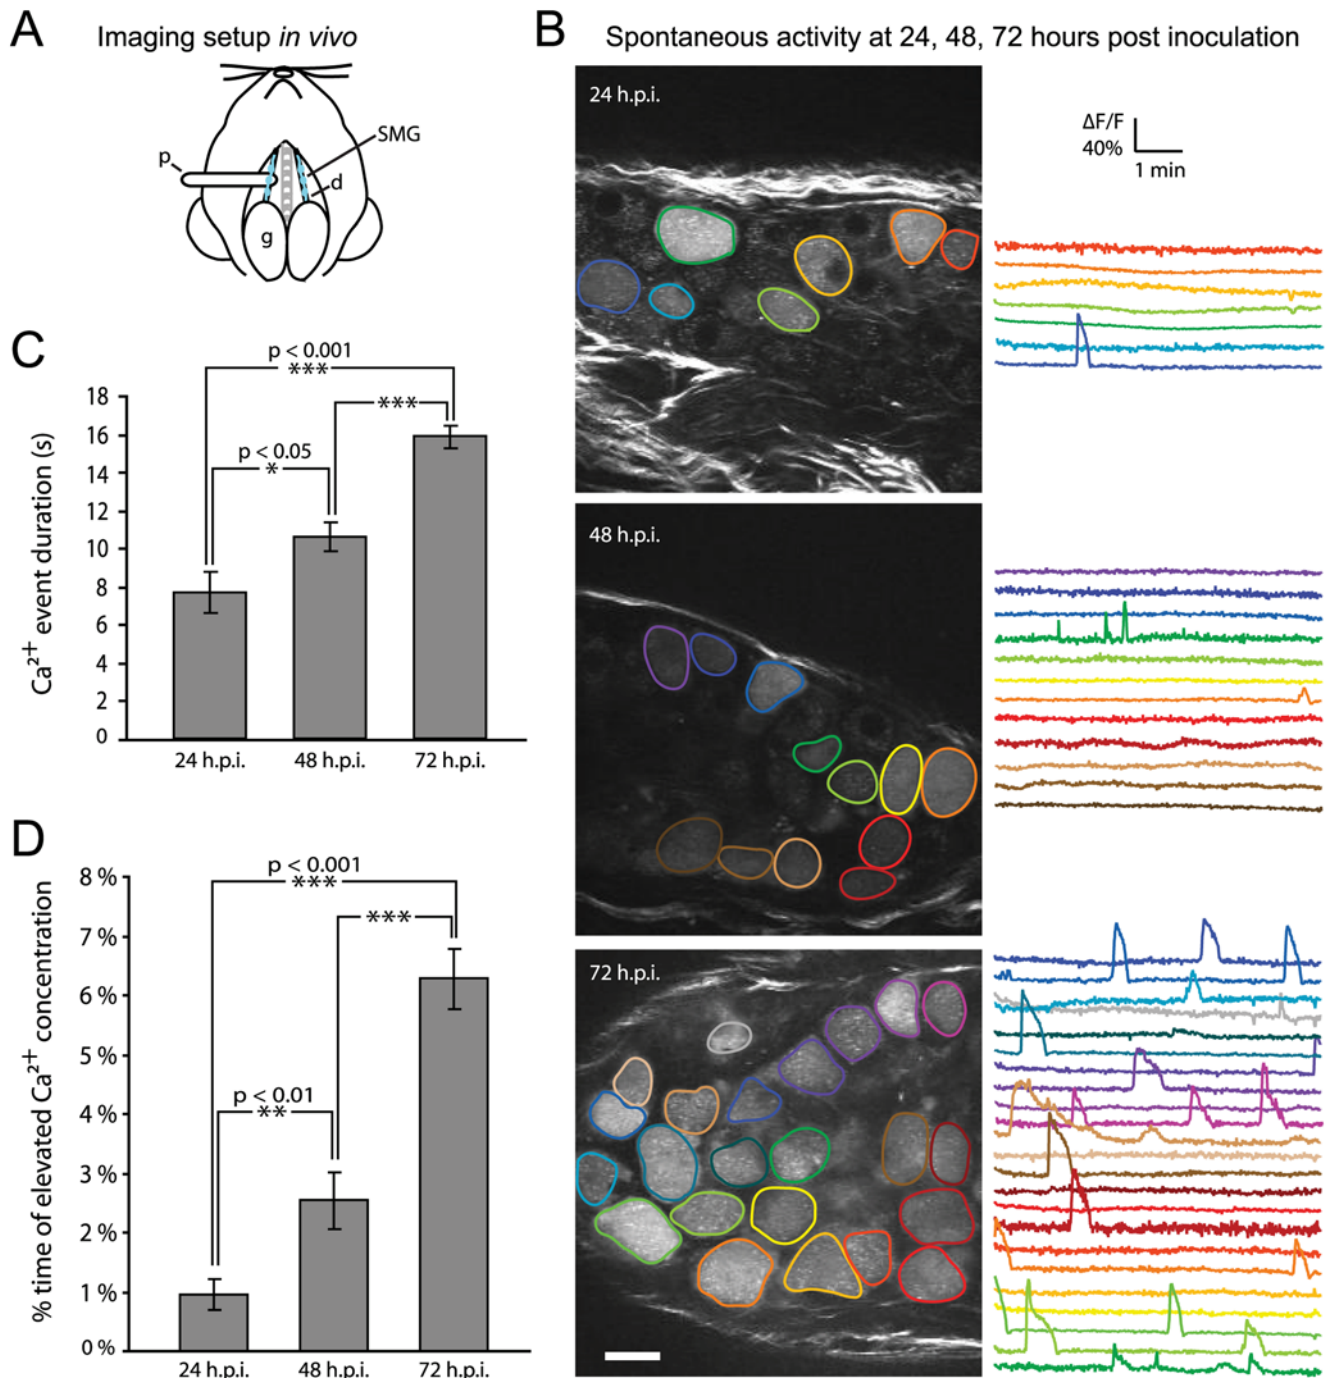 A Imaging setup in vivo
SMG
p
d
g
B Spontaneous activity at 24, 48, 72 hours post inoculation
24 h.p.i.
ΔF/F
40%
1 min
48 h.p.i.
72 h.p.i.
C
p < 0.001
***
***
p < 0.05
*
Ca²⁺ event duration (s)
18
16
14
12
10
8
6
4
2
0
24 h.p.i. 48 h.p.i. 72 h.p.i.
D
p < 0.001
***
***
p < 0.01
**
% time of elevated Ca²⁺ concentration
8 %
7 %
6 %
5 %
4 %
3 %
2 %
1 %
0 %
24 h.p.i. 48 h.p.i. 72 h.p.i.